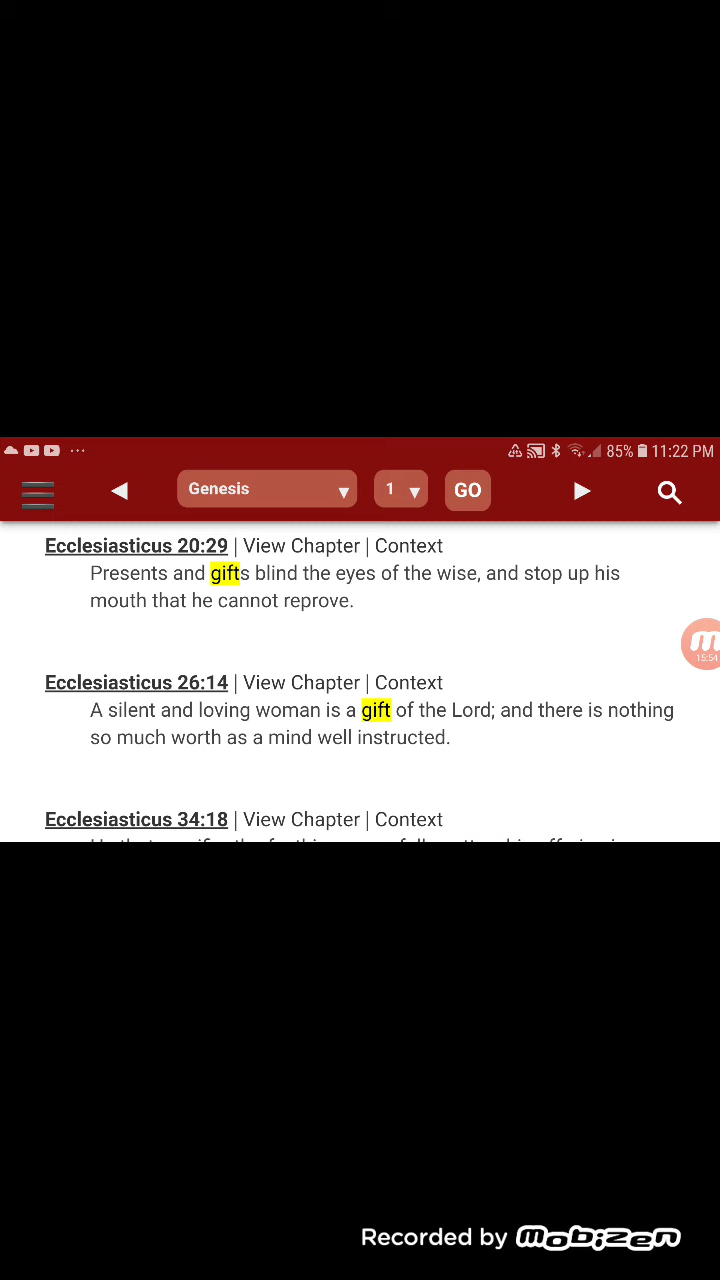 ... 85% 11:22 PM
Genesis ▼ 1 ▼ GO
Ecclesiasticus 20:29 | View Chapter | Context
Presents and gifts blind the eyes of the wise, and stop up his
mouth that he cannot reprove.
m
15:54
Ecclesiasticus 26:14 | View Chapter | Context
A silent and loving woman is a gift of the Lord; and there is nothing
so much worth as a mind well instructed.
Ecclesiasticus 34:18 | View Chapter | Context
Recorded by mobizen